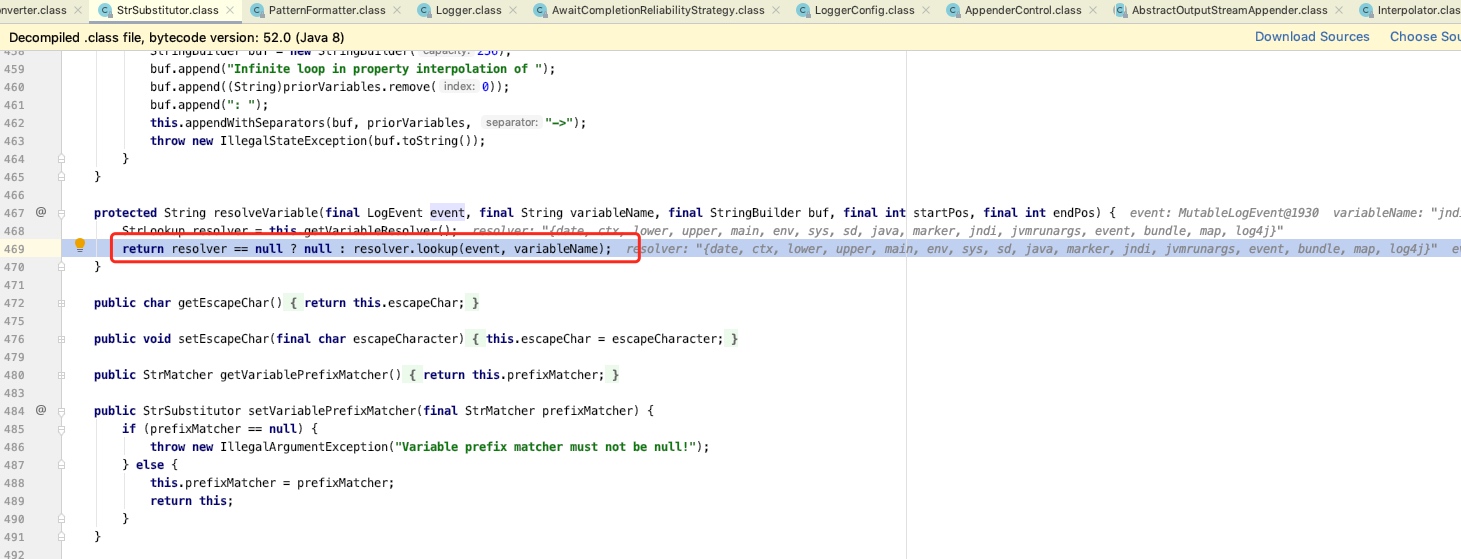 onverter.class StrSubstitutor.class PatternFormatter.class Logger.class AwaitCompletionReliabilityStrategy.class LoggerConfig.class AppenderControl.class AbstractOutputStreamAppender.class Interpolator.clas
Decompiled .class file, bytecode version: 52.0 (Java 8) Download Sources Choose Sou
458 StringBuilder buf = new StringBuilder( capacity: 256);
459 buf.append("Infinite loop in property interpolation of ");
460 buf.append((String)priorVariables.remove( index: 0));
461 buf.append(": ");
462 this.appendWithSeparators(buf, priorVariables, separator: "->");
463 throw new IllegalStateException(buf.toString());
464 }
465 }
466
467 @ protected String resolveVariable(final LogEvent event, final String variableName, final StringBuilder buf, final int startPos, final int endPos) { event: MutableLogEvent@1930 variableName: "jndi
468 StrLookup resolver = this.getVariableResolver(); resolver: "{date, ctx, lower, upper, main, env, sys, sd, java, marker, jndi, jvmrunargs, event, bundle, map, log4j}"
469 return resolver == null ? null : resolver.lookup(event, variableName); resolver: "{date, ctx, lower, upper, main, env, sys, sd, java, marker, jndi, jvmrunargs, event, bundle, map, log4j}" e
470 }
471
472 public char getEscapeChar() { return this.escapeChar; }
475
476 public void setEscapeChar(final char escapeCharacter) { this.escapeChar = escapeCharacter; }
479
480 public StrMatcher getVariablePrefixMatcher() { return this.prefixMatcher; }
483
484 @ public StrSubstitutor setVariablePrefixMatcher(final StrMatcher prefixMatcher) {
485 if (prefixMatcher == null) {
486 throw new IllegalArgumentException("Variable prefix matcher must not be null!");
487 } else {
488 this.prefixMatcher = prefixMatcher;
489 return this;
490 }
491 }
492